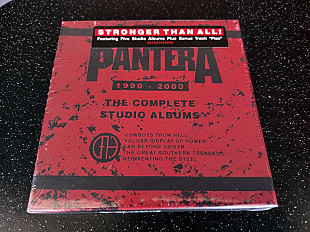 STRONGER THAN ALL!
Featuring Five Studio Albums Plus Bonus Track "Piss"
PANTERA
1990 - 2000
THE COMPLETE
STUDIO ALBUMS
COWBOYS FROM HELL
VULGAR DISPLAY OF POWER
FAR BEYOND DRIVEN
THE GREAT SOUTHERN TRENDKILL
REINVENTING THE STEEL